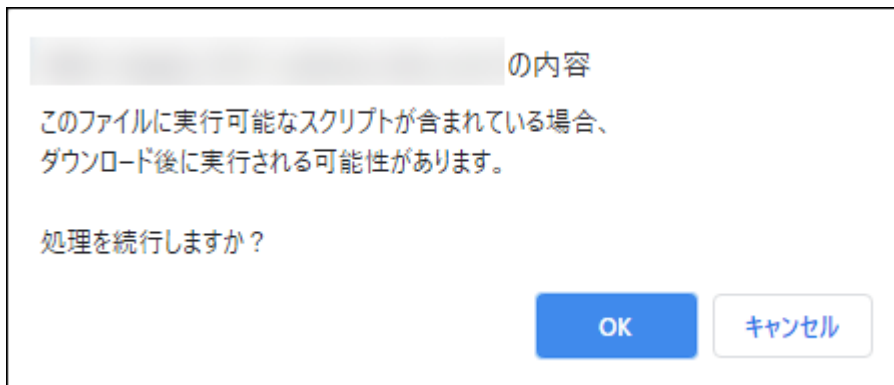 の内容
このファイルに実行可能なスクリプトが含まれている場合、
ダウンロード後に実行される可能性があります。
処理を続行しますか？
OK
キャンセル